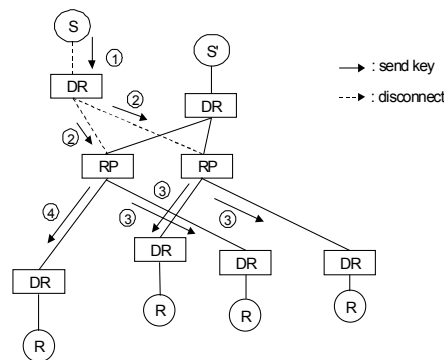 S
①
S'
: send key
: disconnect
DR
②
DR
②
RP
RP
③
④
③
③
DR
DR
DR
DR
R
R
R
R